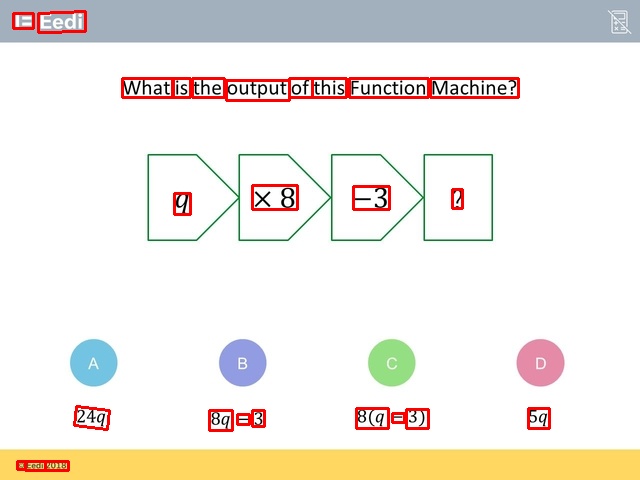 Eedi
What is the output of this Function Machine?
q × 8 −3 ?
A B C D
24q 8q − 3 8(q − 3) 5q
© Eedi 2018